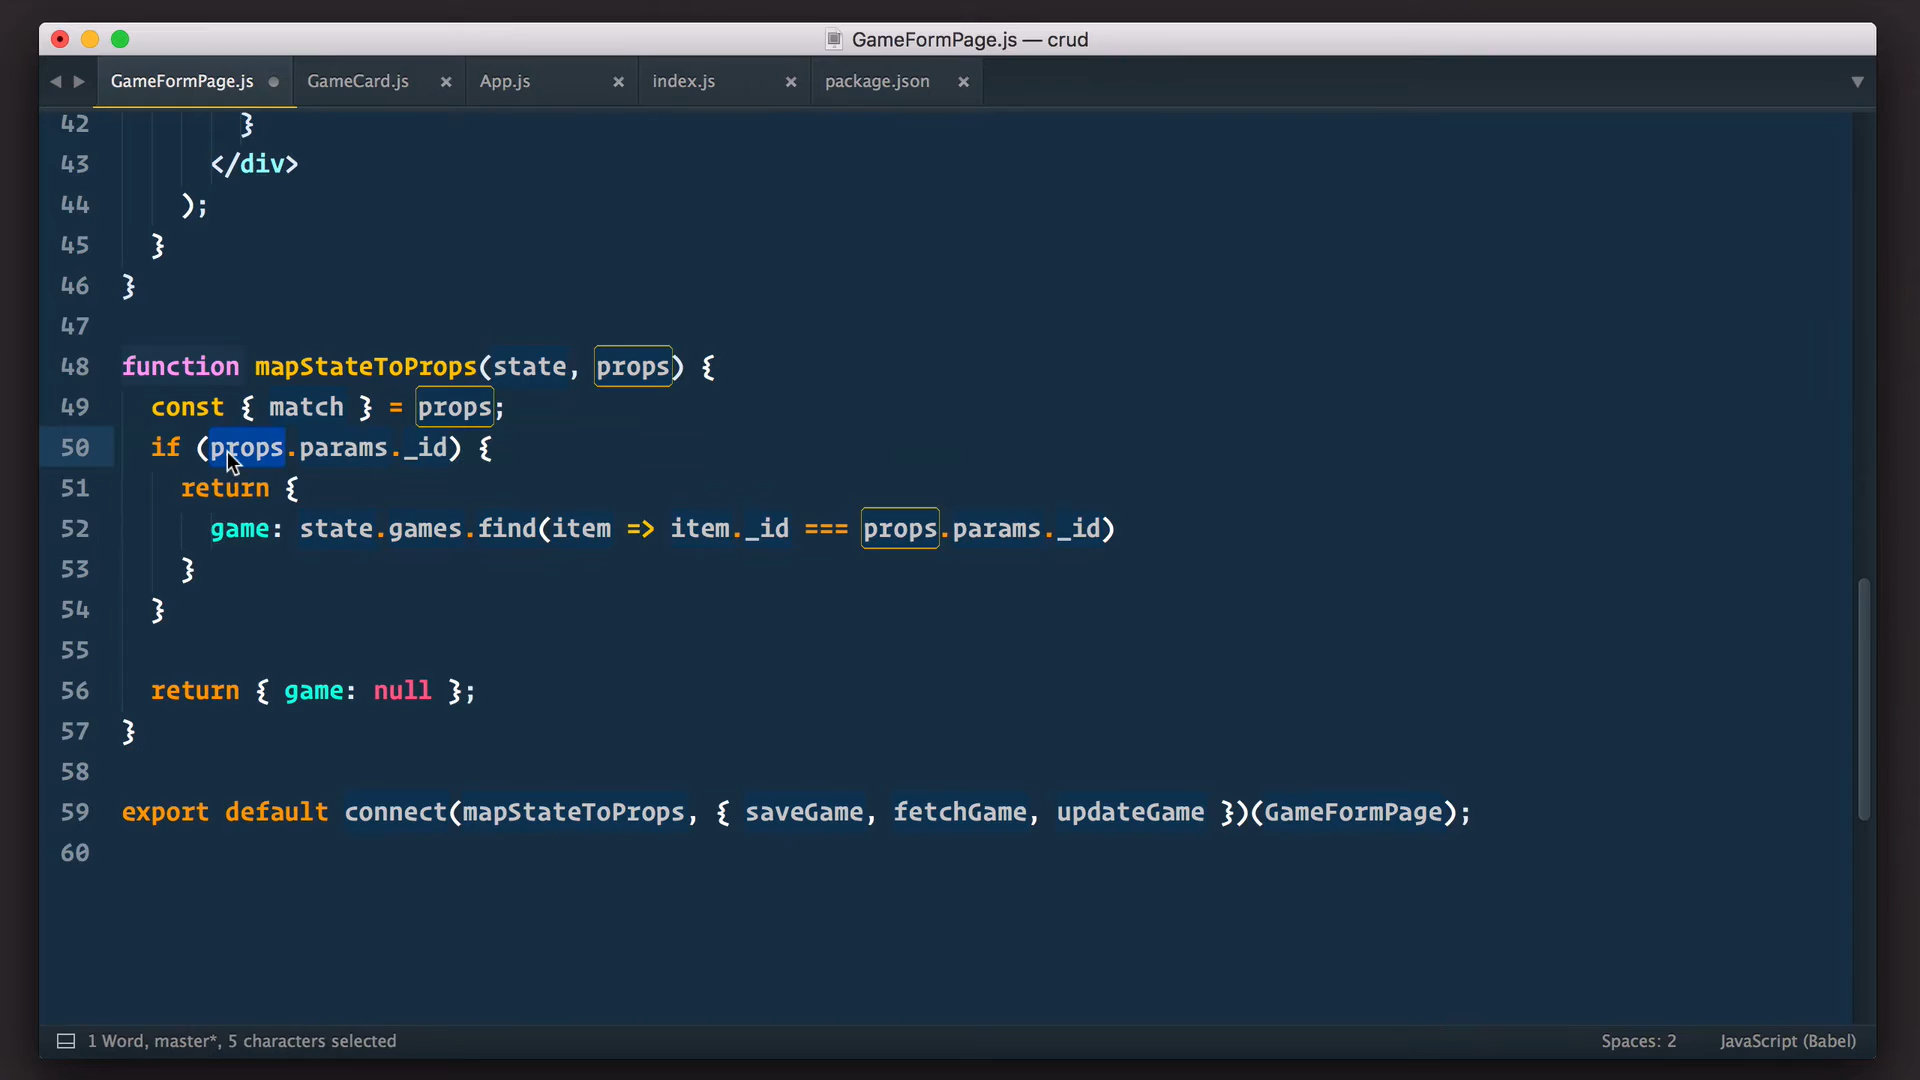 GameFormPage.js — crud
GameFormPage.js GameCard.js App.js index.js package.json
42 }
43 </div>
44 );
45 }
46 }
47
48 function mapStateToProps(state, props) {
49 const { match } = props;
50 if (props.params._id) {
51 return {
52 game: state.games.find(item => item._id === props.params._id)
53 }
54 }
55
56 return { game: null };
57 }
58
59 export default connect(mapStateToProps, { saveGame, fetchGame, updateGame })(GameFormPage);
60
1 Word, master*, 5 characters selected Spaces: 2 JavaScript (Babel)